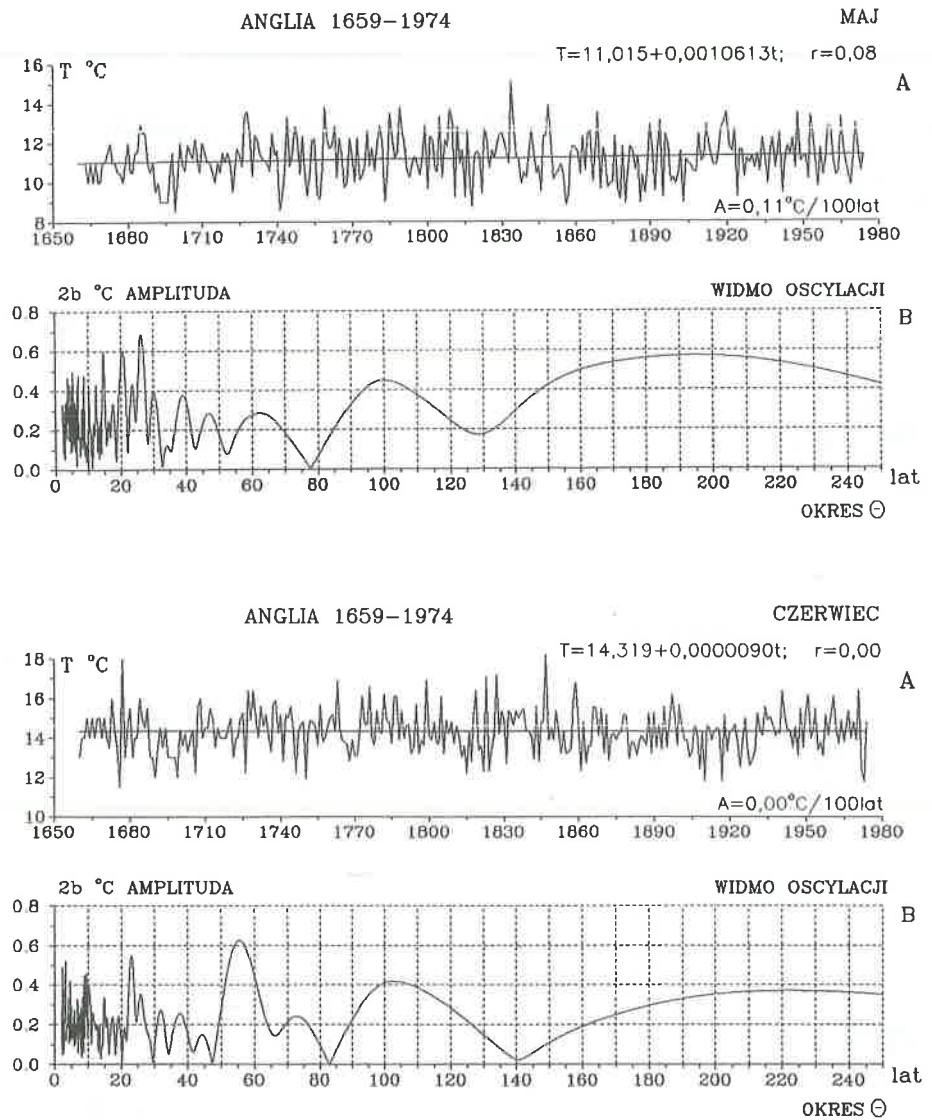 ANGLIA 1659–1974 MAJ
T=11,015+0,0010613t; r=0,08
T °C A
16
14
12
10
8
A=0,11°C/100lat
1650 1680 1710 1740 1770 1800 1830 1860 1890 1920 1950 1980
2b °C AMPLITUDA WIDMO OSCYLACJI
B
0.8
0.6
0.4
0.2
0.0
0 20 40 60 80 100 120 140 160 180 200 220 240 lat
OKRES Θ
ANGLIA 1659–1974 CZERWIEC
T=14,319+0,0000090t; r=0,00
T °C A
18
16
14
12
10
A=0,00°C/100lat
1650 1680 1710 1740 1770 1800 1830 1860 1890 1920 1950 1980
2b °C AMPLITUDA WIDMO OSCYLACJI
B
0.8
0.6
0.4
0.2
0.0
0 20 40 60 80 100 120 140 160 180 200 220 240 lat
OKRES Θ